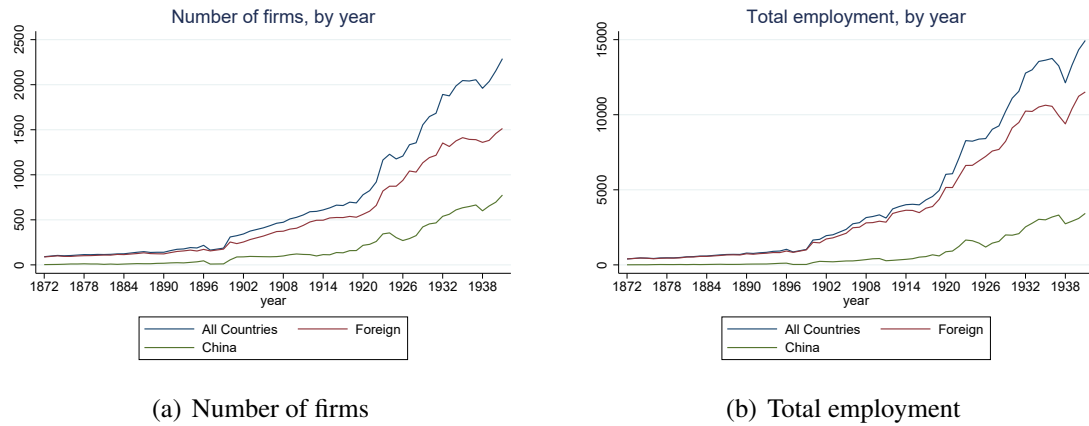 Number of firms, by year
2500
2000
1500
1000
500
0
1872 1878 1884 1890 1896 1902 1908 1914 1920 1926 1932 1938
year
All Countries Foreign
China
(a) Number of firms
Total employment, by year
15000
10000
5000
0
1872 1878 1884 1890 1896 1902 1908 1914 1920 1926 1932 1938
year
All Countries Foreign
China
(b) Total employment